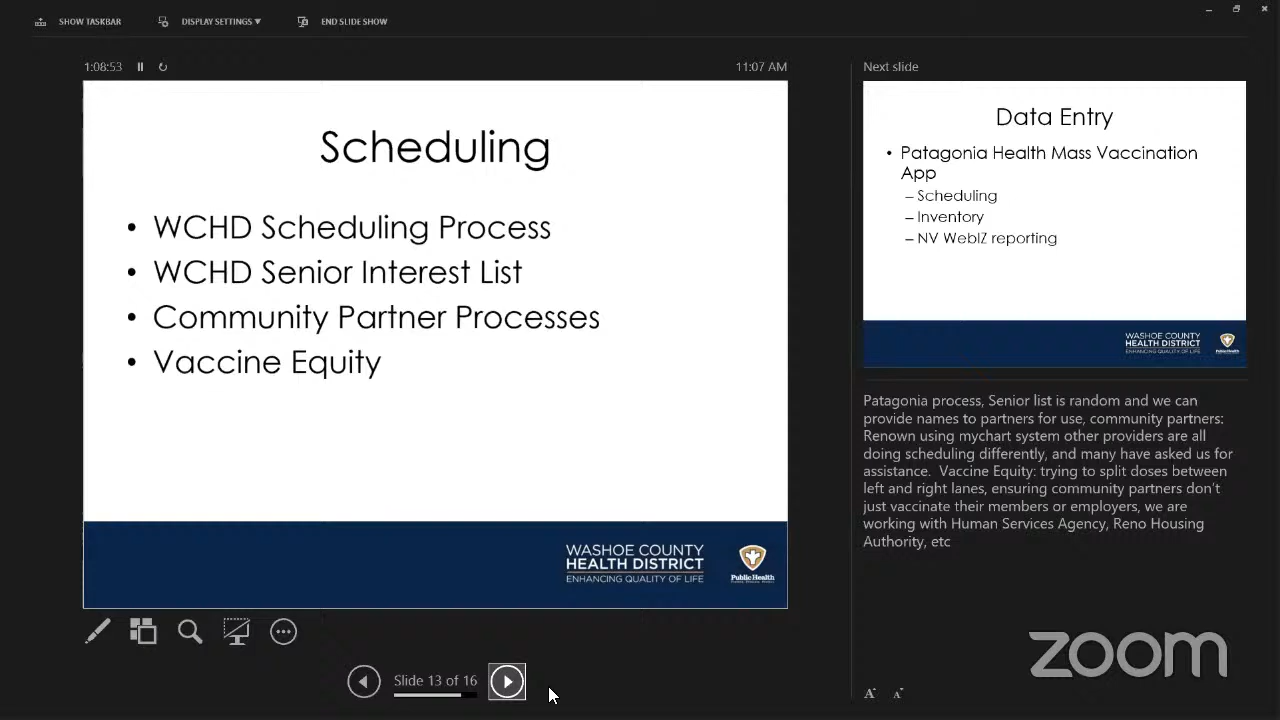 SHOW TASKBAR DISPLAY SETTINGS ▼ END SLIDE SHOW
1:08:53
11:07 AM
Scheduling
• WCHD Scheduling Process
• WCHD Senior Interest List
• Community Partner Processes
• Vaccine Equity
WASHOE COUNTY
HEALTH DISTRICT
ENHANCING QUALITY OF LIFE
Public Health
Slide 13 of 16
Next slide
Data Entry
• Patagonia Health Mass Vaccination
App
– Scheduling
– Inventory
– NV WebIZ reporting
WASHOE COUNTY
HEALTH DISTRICT
ENHANCING QUALITY OF LIFE
Public Health
Patagonia process, Senior list is random and we can
provide names to partners for use, community partners:
Renown using mychart system other providers are all
doing scheduling differently, and many have asked us for
assistance.  Vaccine Equity: trying to split doses between
left and right lanes, ensuring community partners don't
just vaccinate their members or employers, we are
working with Human Services Agency, Reno Housing
Authority, etc
A A
zoom